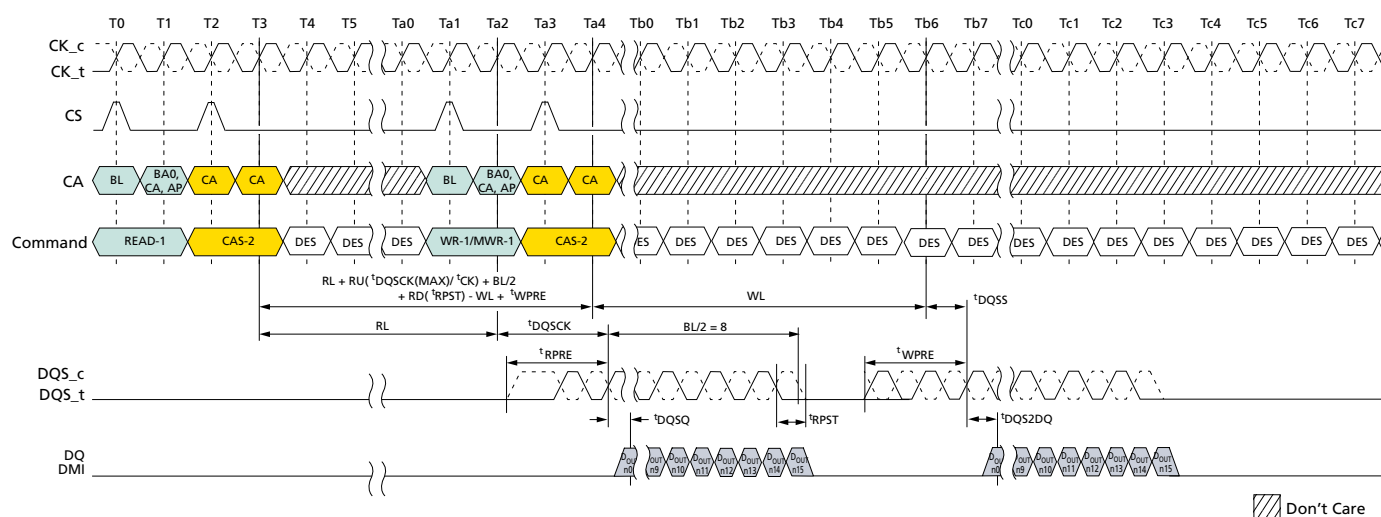 T0 T1 T2 T3 T4 T5 Ta0 Ta1 Ta2 Ta3 Ta4 Tb0 Tb1 Tb2 Tb3 Tb4 Tb5 Tb6 Tb7 Tc0 Tc1 Tc2 Tc3 Tc4 Tc5 Tc6 Tc7
CK_c
CK_t
CS
CA BL BA0, CA, AP CA CA BL BA0, CA, AP CA CA
Command READ-1 CAS-2 DES DES DES WR-1/MWR-1 CAS-2 ES DES DES DES DES DES DES DES DES DES DES DES DES DES DES DES
RL + RU( tDQSCK(MAX)/ tCK) + BL/2
+ RD( tRPST) - WL + tWPRE
WL
tDQSS
RL
tDQSCK
BL/2 = 8
tRPRE
tWPRE
DQS_c
DQS_t
tDQSQ
tRPST
tDQS2DQ
DQ
DMI
DOUT n0 DOUT n9 DOUT n10 DOUT n11 DOUT n12 DOUT n13 DOUT n14 DOUT n15
DOUT n0 DOUT n9 DOUT n10 DOUT n11 DOUT n12 DOUT n13 DOUT n14 DOUT n15
Don't Care